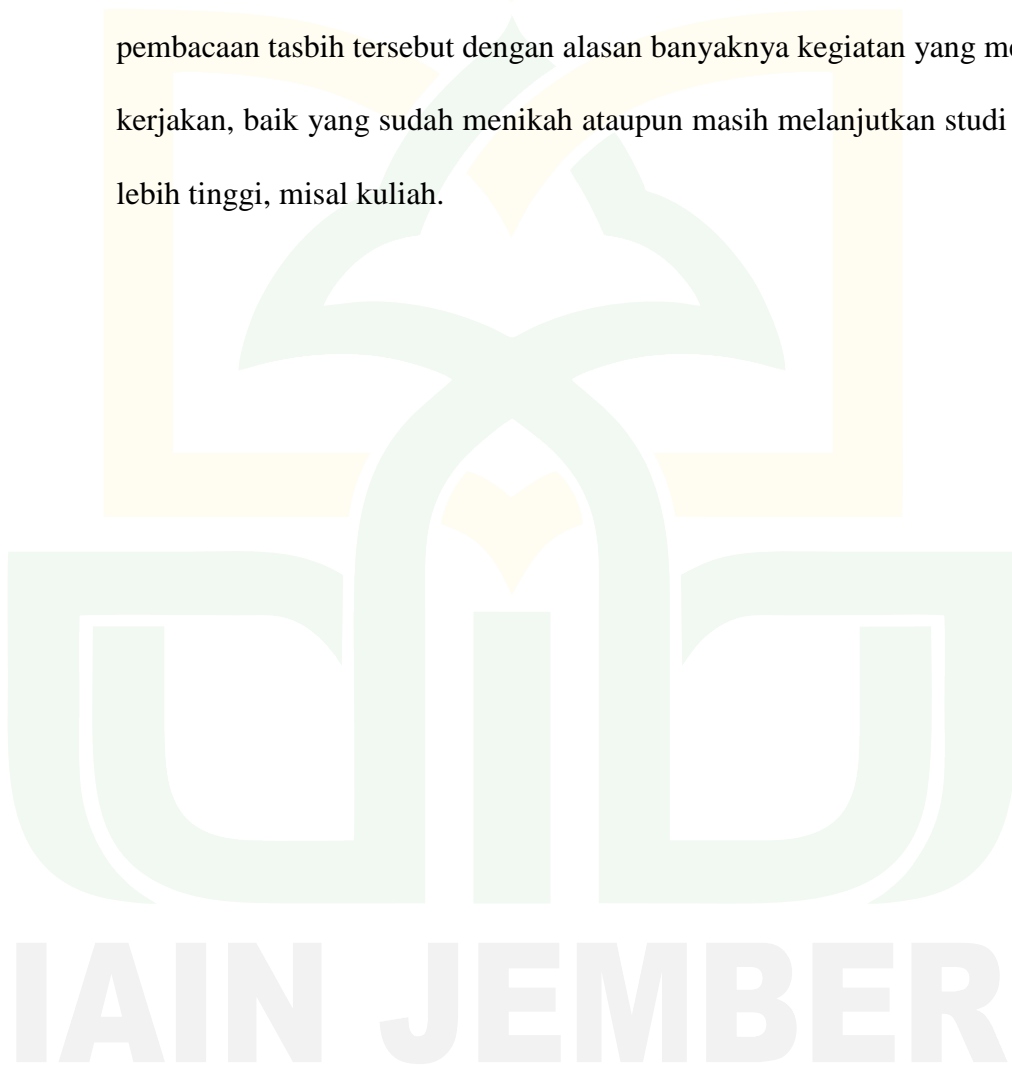 pembacaan tasbih tersebut dengan alasan banyaknya kegiatan yang
kerjakan, baik yang sudah menikah ataupun masih melanjutkan studi
lebih tinggi, misal kuliah.
IAIN JEMBER